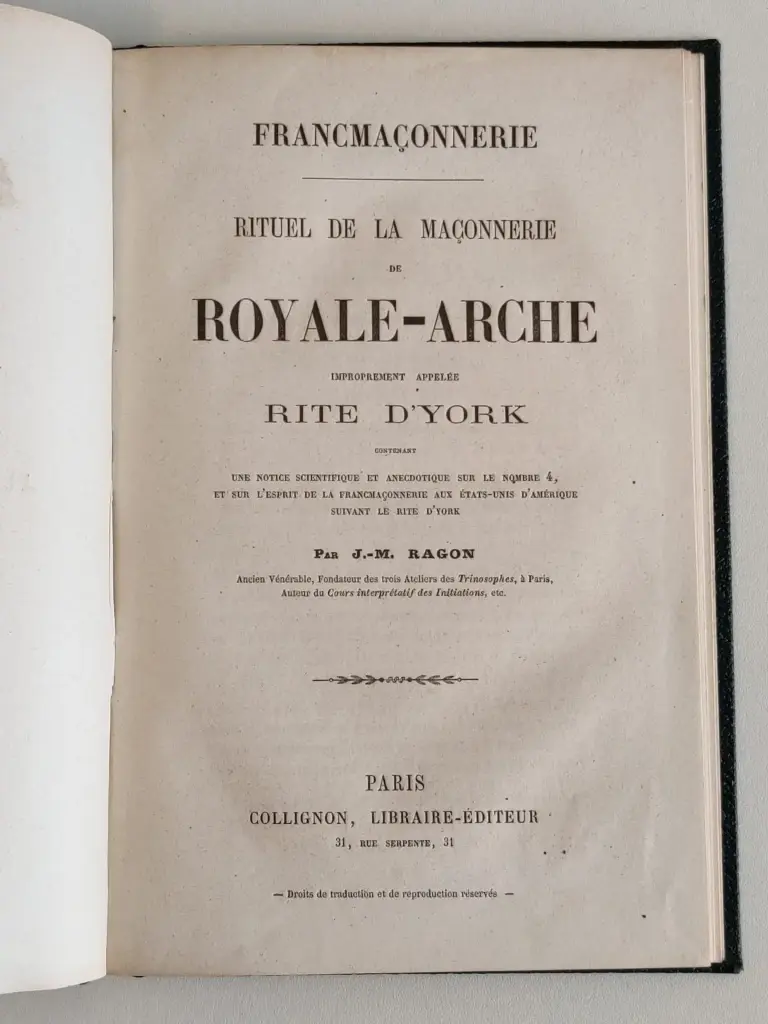 FRANCMAÇONNERIE
RITUEL DE LA MAÇONNERIE
DE
ROYALE-ARCHE
IMPROPREMENT APPELÉE
RITE D'YORK
CONTENANT
UNE NOTICE SCIENTIFIQUE ET ANECDOTIQUE SUR LE NOMBRE 4,
ET SUR L'ESPRIT DE LA FRANCMAÇONNERIE AUX ÉTATS-UNIS D'AMÉRIQUE
SUIVANT LE RITE D'YORK
PAR J.-M. RAGON
Ancien Vénérable, Fondateur des trois Ateliers des Trinosophes, à Paris,
Auteur du Cours interprétatif des Initiations, etc.
PARIS
COLLIGNON, LIBRAIRE-ÉDITEUR
31, RUE SERPENTE, 31
— Droits de traduction et de reproduction réservés —